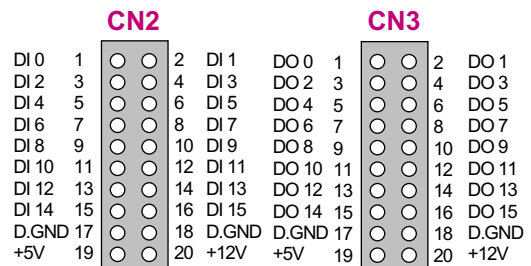 CN2 CN3
DI 0 1 2 DI 1 DO 0 1 2 DO 1
DI 2 3 4 DI 3 DO 2 3 4 DO 3
DI 4 5 6 DI 5 DO 4 5 6 DO 5
DI 6 7 8 DI 7 DO 6 7 8 DO 7
DI 8 9 10 DI 9 DO 8 9 10 DO 9
DI 10 11 12 DI 11 DO 10 11 12 DO 11
DI 12 13 14 DI 13 DO 12 13 14 DO 13
DI 14 15 16 DI 15 DO 14 15 16 DO 15
D.GND 17 18 D.GND D.GND 17 18 D.GND
+5V 19 20 +12V +5V 19 20 +12V